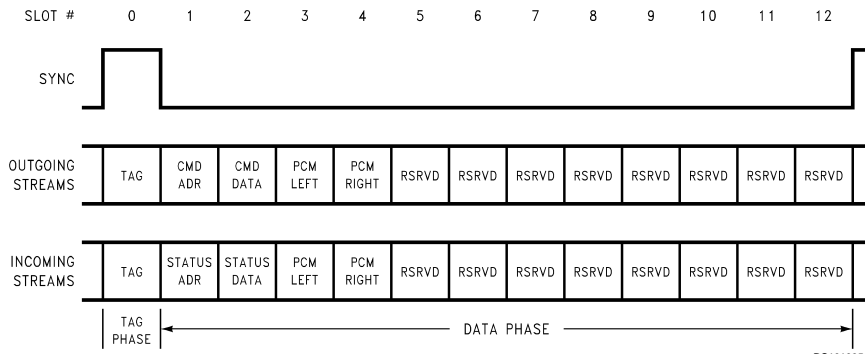 SLOT # 0 1 2 3 4 5 6 7 8 9 10 11 12
SYNC
OUTGOING STREAMS
TAG
CMD ADR
CMD DATA
PCM LEFT
PCM RIGHT
RSRVD RSRVD RSRVD RSRVD RSRVD RSRVD RSRVD RSRVD
INCOMING STREAMS
TAG
STATUS ADR
STATUS DATA
PCM LEFT
PCM RIGHT
RSRVD RSRVD RSRVD RSRVD RSRVD RSRVD RSRVD RSRVD
TAG PHASE
DATA PHASE